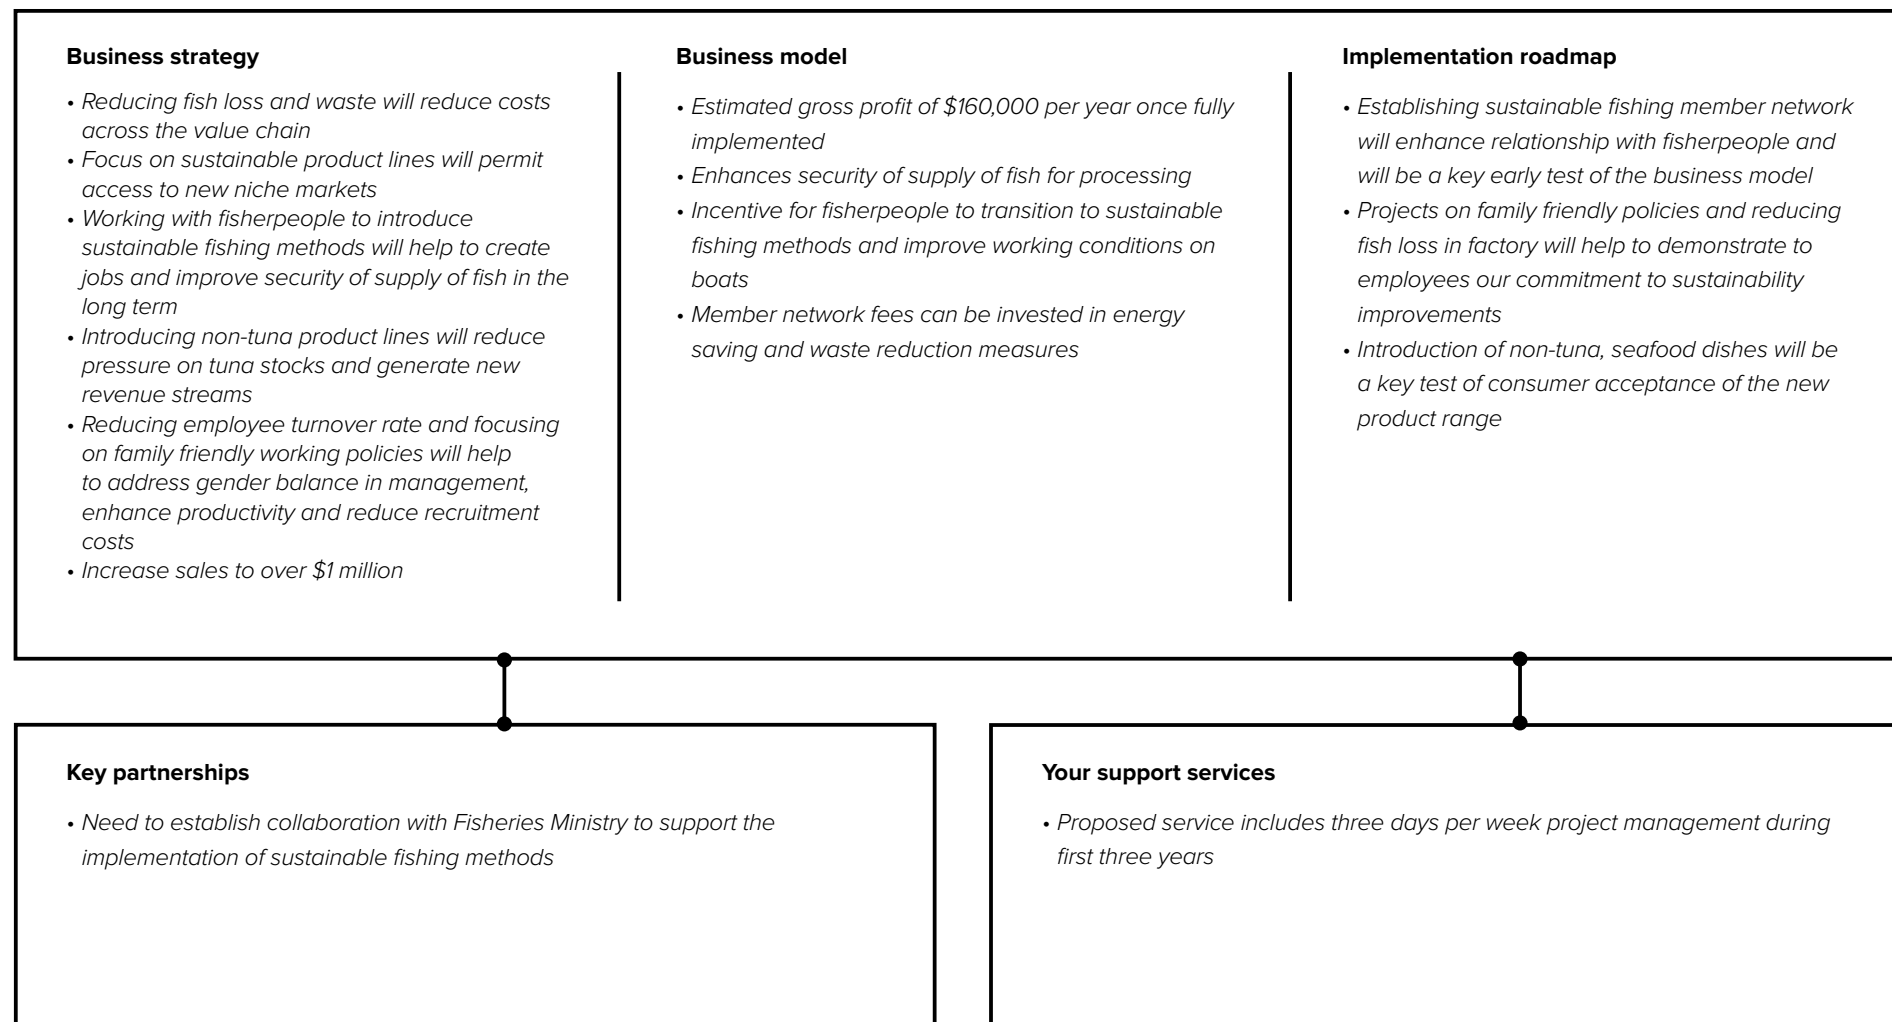 Business strategy
• Reducing fish loss and waste will reduce costs
across the value chain
• Focus on sustainable product lines will permit
access to new niche markets
• Working with fisherpeople to introduce
sustainable fishing methods will help to create
jobs and improve security of supply of fish in the
long term
• Introducing non-tuna product lines will reduce
pressure on tuna stocks and generate new
revenue streams
• Reducing employee turnover rate and focusing
on family friendly working policies will help
to address gender balance in management,
enhance productivity and reduce recruitment
costs
• Increase sales to over $1 million
Business model
• Estimated gross profit of $160,000 per year once fully
implemented
• Enhances security of supply of fish for processing
• Incentive for fisherpeople to transition to sustainable
fishing methods and improve working conditions on
boats
• Member network fees can be invested in energy
saving and waste reduction measures
Implementation roadmap
• Establishing sustainable fishing member network
will enhance relationship with fisherpeople and
will be a key early test of the business model
• Projects on family friendly policies and reducing
fish loss in factory will help to demonstrate to
employees our commitment to sustainability
improvements
• Introduction of non-tuna, seafood dishes will be
a key test of consumer acceptance of the new
product range
Key partnerships
• Need to establish collaboration with Fisheries Ministry to support the
implementation of sustainable fishing methods
Your support services
• Proposed service includes three days per week project management during
first three years